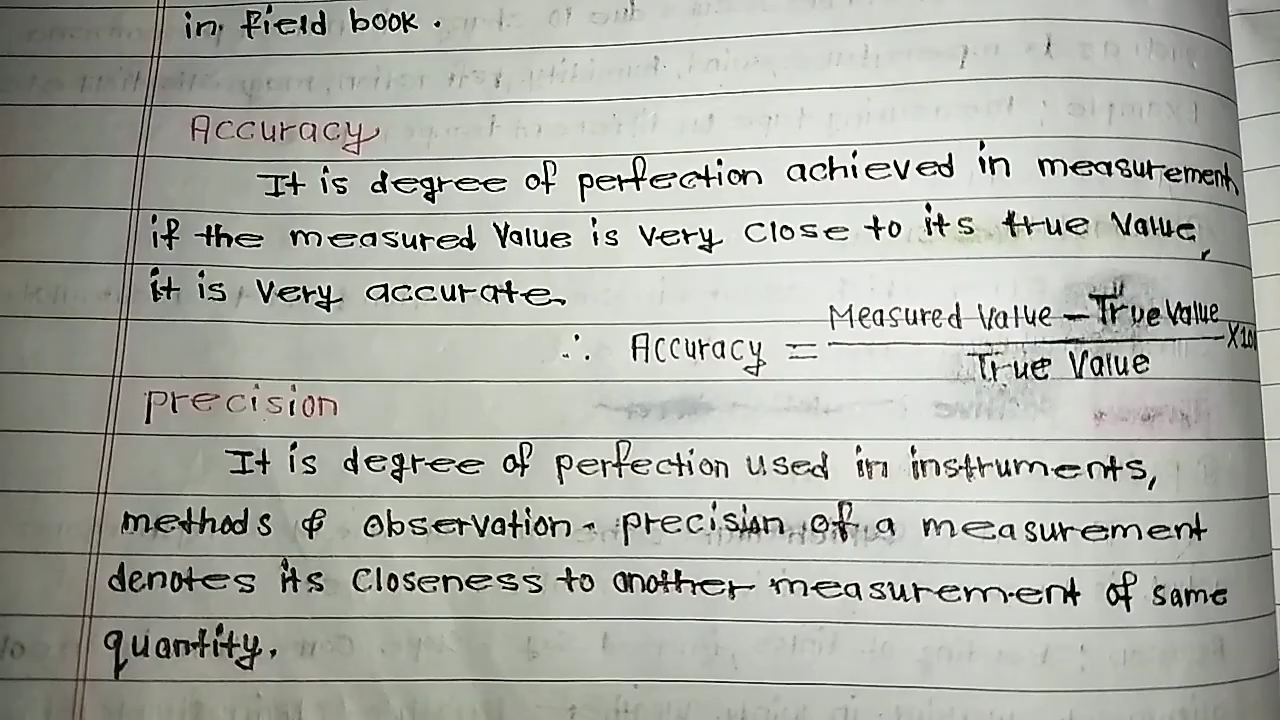 in field book.
Accuracy
It is degree of perfection achieved in measurement,
if the measured value is very close to its true value,
it is very accurate.
∴ Accuracy = (Measured value - True Value) / True Value × 10
precision
It is degree of perfection used in instruments,
methods & observation. precision of a measurement
denotes its closeness to another measurement of same
quantity.